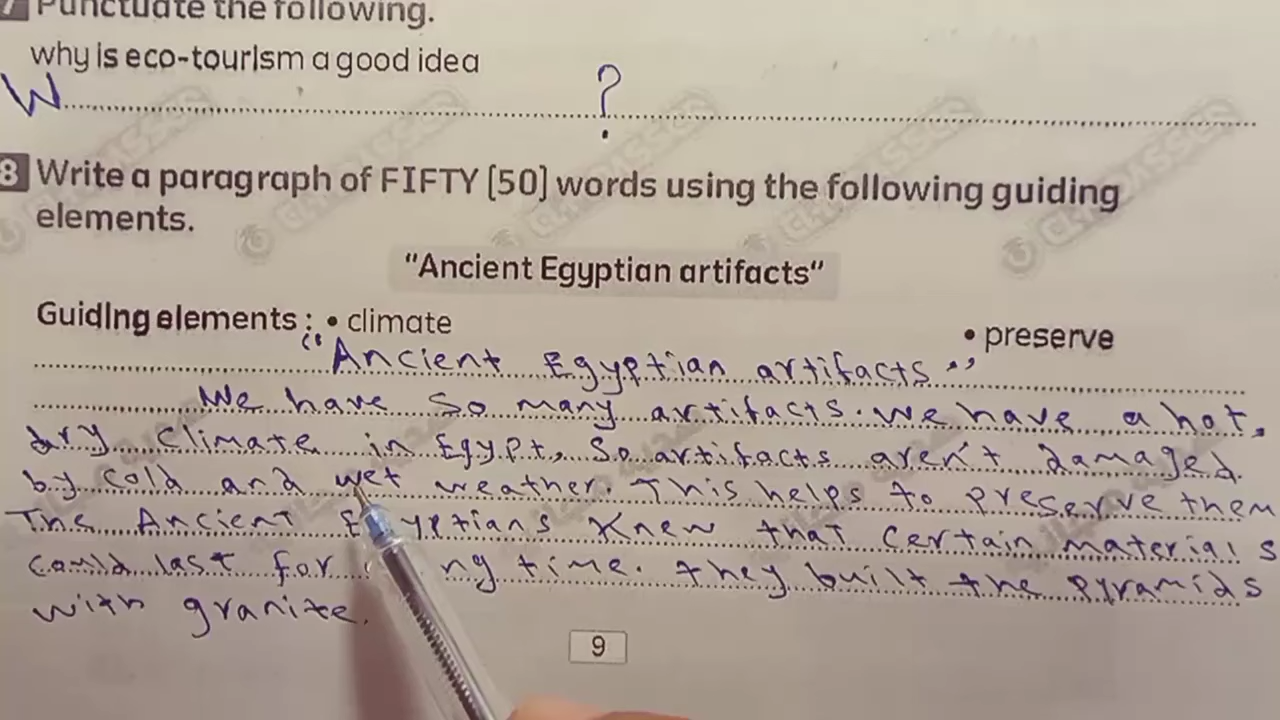 7 Punctuate the following.
why is eco-tourism a good idea
W ?
8 Write a paragraph of FIFTY [50] words using the following guiding
elements.
"Ancient Egyptian artifacts"
Guiding elements : • climate • preserve
"Ancient Egyptian artifacts"
We have so many artifacts. We have a hot,
dry climate in Egypt, So artifacts aren't damaged
by cold and wet weather. This helps to preserve them
The Ancient Egyptians knew that certain materials
could last for ng time. they built the pyramids
with granite.
9